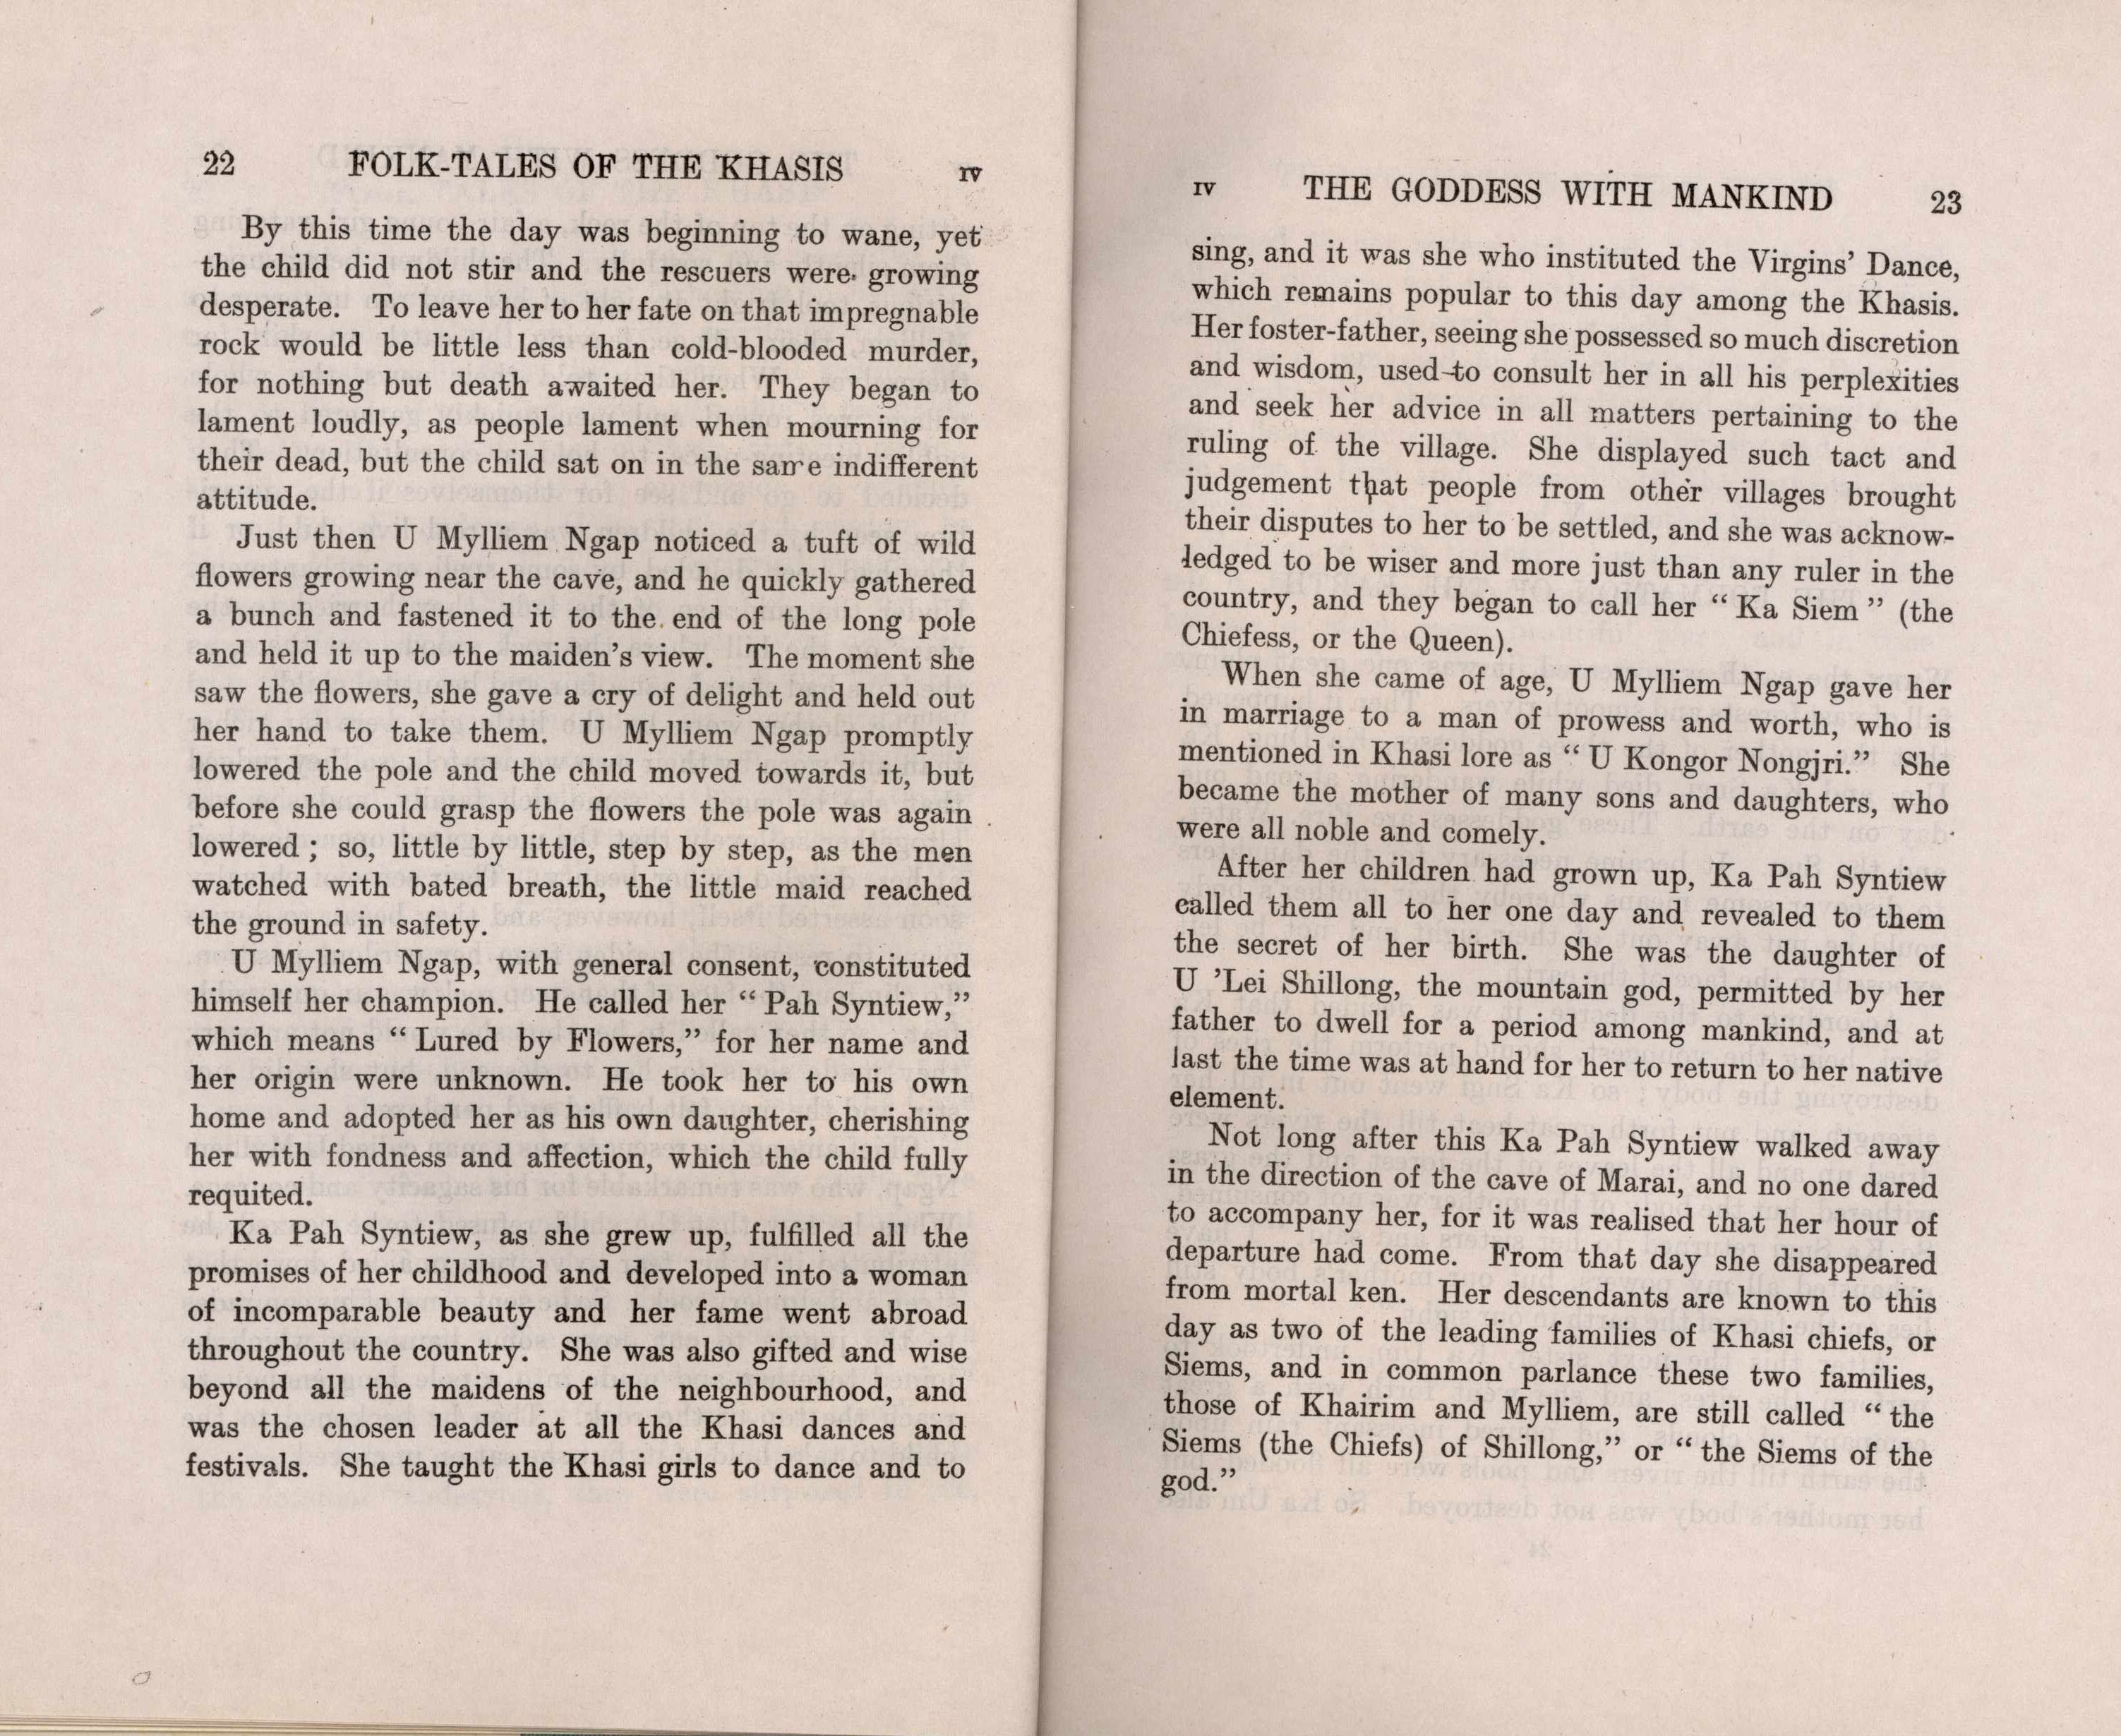 22 FOLK-TALES OF THE KHASIS IV
By this time the day was beginning to wane, yet
the child did not stir and the rescuers were growing
desperate. To leave her to her fate on that impregnable
rock would be little less than cold-blooded murder,
for nothing but death awaited her. They began to
lament loudly, as people lament when mourning for
their dead, but the child sat on in the same indifferent
attitude.
Just then U Mylliem Ngap noticed a tuft of wild
flowers growing near the cave, and he quickly gathered
a bunch and fastened it to the end of the long pole
and held it up to the maiden's view. The moment she
saw the flowers, she gave a cry of delight and held out
her hand to take them. U Mylliem Ngap promptly
lowered the pole and the child moved towards it, but
before she could grasp the flowers the pole was again
lowered ; so, little by little, step by step, as the men
watched with bated breath, the little maid reached
the ground in safety.
U Mylliem Ngap, with general consent, constituted
himself her champion. He called her “ Pah Syntiew,”
which means “ Lured by Flowers,” for her name and
her origin were unknown. He took her to his own
home and adopted her as his own daughter, cherishing
her with fondness and affection, which the child fully
requited.
Ka Pah Syntiew, as she grew up, fulfilled all the
promises of her childhood and developed into a woman
of incomparable beauty and her fame went abroad
throughout the country. She was also gifted and wise
beyond all the maidens of the neighbourhood, and
was the chosen leader at all the Khasi dances and
festivals. She taught the Khasi girls to dance and to
IV THE GODDESS WITH MANKIND 23
sing, and it was she who instituted the Virgins’ Dance,
which remains popular to this day among the Khasis.
Her foster-father, seeing she possessed so much discretion
and wisdom, used to consult her in all his perplexities
and seek her advice in all matters pertaining to the
ruling of the village. She displayed such tact and
judgement that people from other villages brought
their disputes to her to be settled, and she was acknow-
ledged to be wiser and more just than any ruler in the
country, and they began to call her “ Ka Siem ” (the
Chiefess, or the Queen).
When she came of age, U Mylliem Ngap gave her
in marriage to a man of prowess and worth, who is
mentioned in Khasi lore as “ U Kongor Nongjri.” She
became the mother of many sons and daughters, who
were all noble and comely.
After her children had grown up, Ka Pah Syntiew
called them all to her one day and revealed to them
the secret of her birth. She was the daughter of
U ’Lei Shillong, the mountain god, permitted by her
father to dwell for a period among mankind, and at
last the time was at hand for her to return to her native
element.
Not long after this Ka Pah Syntiew walked away
in the direction of the cave of Marai, and no one dared
to accompany her, for it was realised that her hour of
departure had come. From that day she disappeared
from mortal ken. Her descendants are known to this
day as two of the leading families of Khasi chiefs, or
Siems, and in common parlance these two families,
those of Khairim and Mylliem, are still called “ the
Siems (the Chiefs) of Shillong,” or “ the Siems of the
god.”